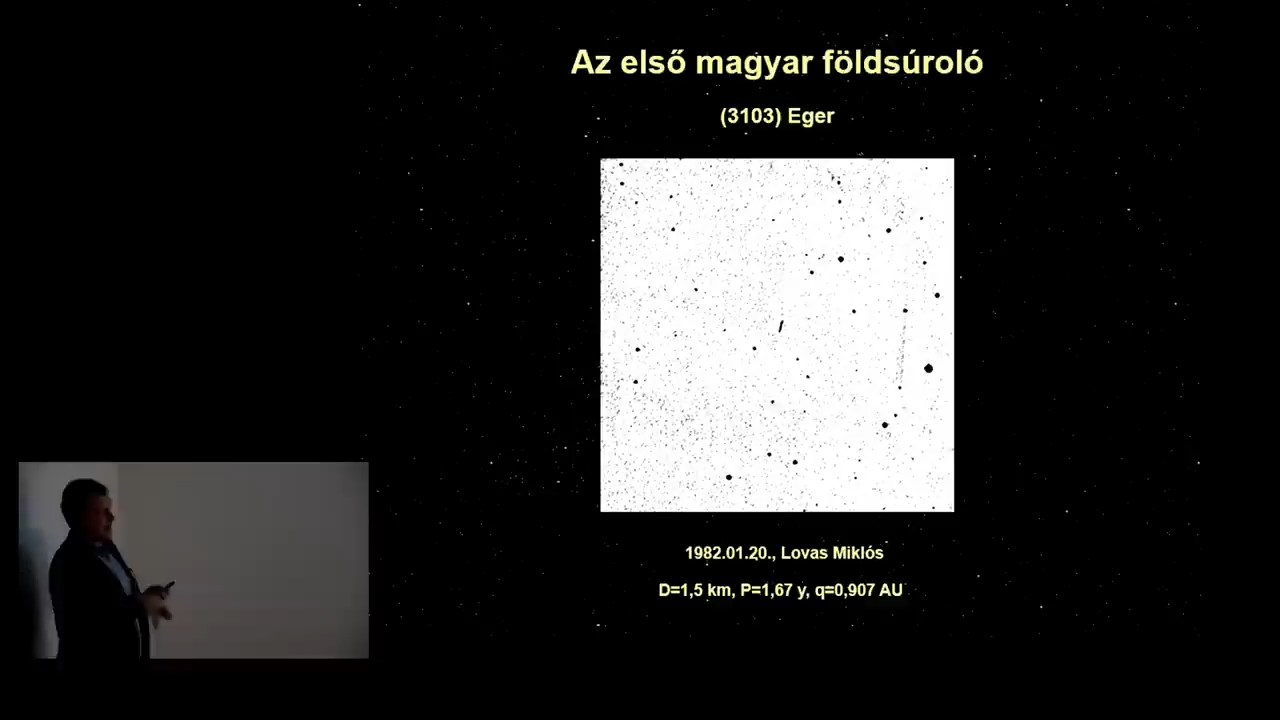 Az első magyar földsúroló
(3103) Eger
1982.01.20., Lovas Miklós
D=1,5 km, P=1,67 y, q=0,907 AU